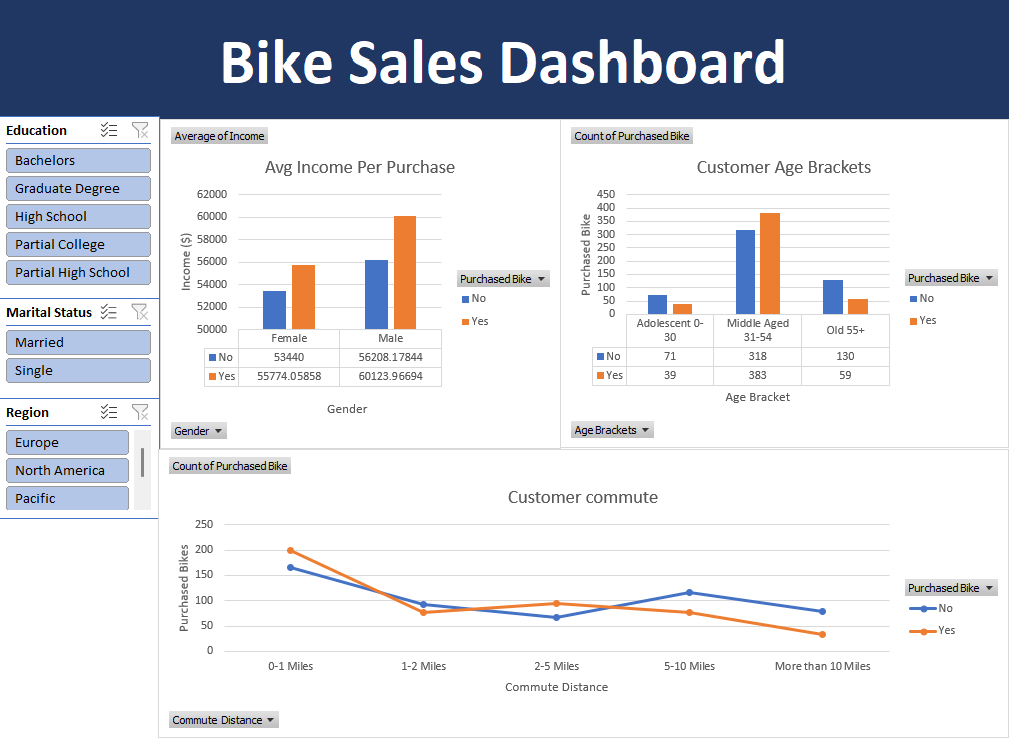 Bike Sales Dashboard
Education
Bachelors
Graduate Degree
High School
Partial College
Partial High School
Marital Status
Married
Single
Region
Europe
North America
Pacific
Average of Income
Avg Income Per Purchase
Income ($)
62000
60000
58000
56000
54000
52000
50000
Female Male
No 53440 56208.17844
Yes 55774.05858 60123.96694
Gender
Purchased Bike
No
Yes
Gender
Count of Purchased Bike
Customer Age Brackets
Purchased Bike
450
400
350
300
250
200
150
100
50
0
Adolescent 0-30 Middle Aged 31-54 Old 55+
No 71 318 130
Yes 39 383 59
Age Bracket
Purchased Bike
No
Yes
Age Brackets
Count of Purchased Bike
Customer commute
Purchased Bikes
250
200
150
100
50
0
0-1 Miles 1-2 Miles 2-5 Miles 5-10 Miles More than 10 Miles
Commute Distance
Purchased Bike
No
Yes
Commute Distance